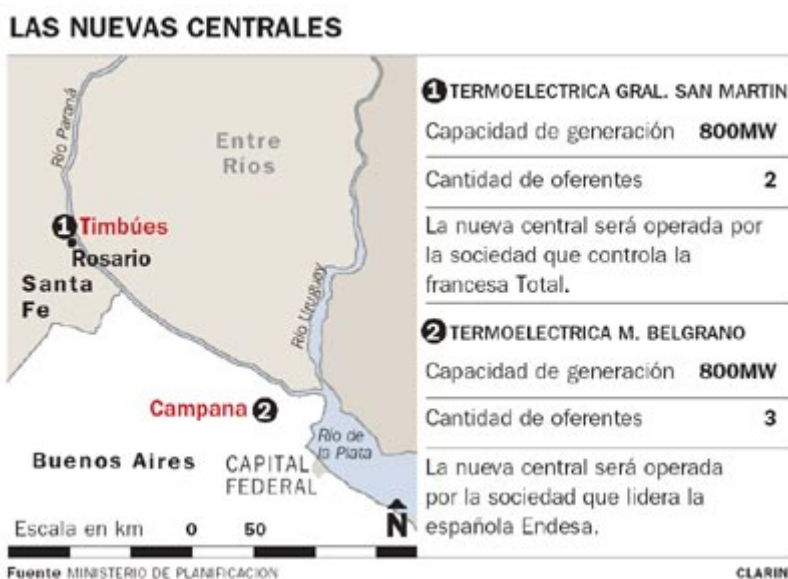 LAS NUEVAS CENTRALES
Río Paraná
Entre
Ríos
1 Timbúes
Rosario
Santa
Fe
Río Uruguay
Campana 2
Río de
la Plata
Buenos Aires
CAPITAL
FEDERAL
Escala en km 0 50
N
1 TERMOELECTRICA GRAL. SAN MARTIN
Capacidad de generación 800MW
Cantidad de oferentes 2
La nueva central será operada por
la sociedad que controla la
francesa Total.
2 TERMOELECTRICA M. BELGRANO
Capacidad de generación 800MW
Cantidad de oferentes 3
La nueva central será operada
por la sociedad que lidera la
española Endesa.
Fuente MINISTERIO DE PLANIFICACION
CLARIN